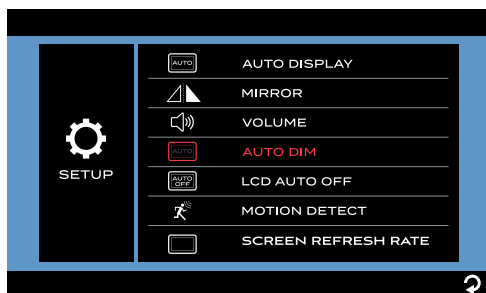 AUTO AUTO DISPLAY
MIRROR
VOLUME
AUTO AUTO DIM
SETUP
AUTO OFF LCD AUTO OFF
MOTION DETECT
SCREEN REFRESH RATE